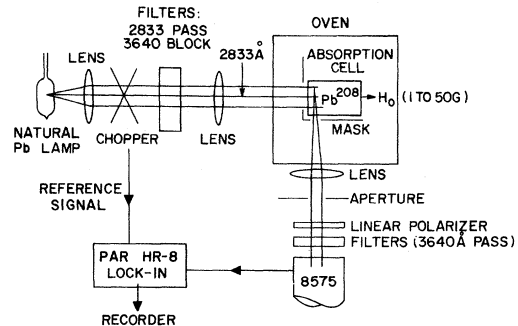 FILTERS:
2833 PASS
3640 BLOCK
OVEN
LENS
2833Å
ABSORPTION
CELL
Pb208
H₀ (1 TO 50G)
NATURAL
Pb LAMP
CHOPPER
LENS
MASK
LENS
REFERENCE
SIGNAL
APERTURE
LINEAR POLARIZER
FILTERS (3640Å PASS)
PAR HR-8
LOCK-IN
8575
RECORDER